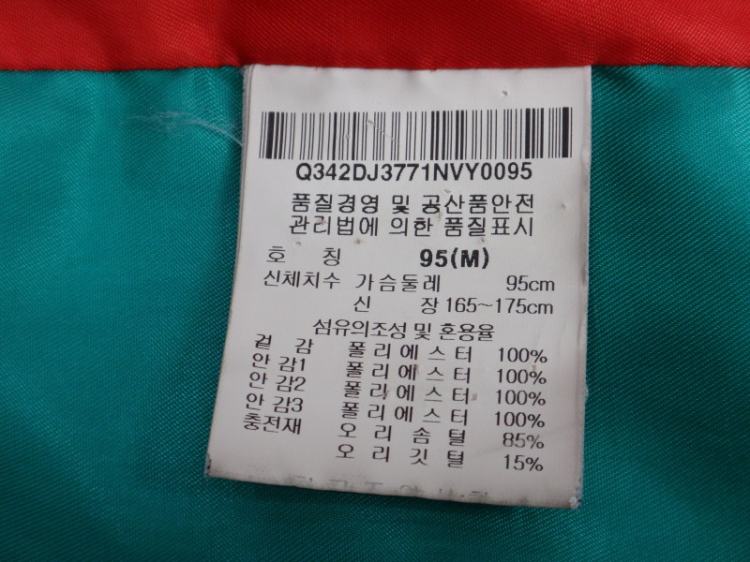 Q342DJ3771NVY0095
품질경영 및 공산품안전
관리법에 의한 품질표시
호 칭 95(M)
신체치수 가슴둘레 95cm
신 장 165~175cm
섬유의조성 및 혼용율
겉 감 폴리에스터 100%
안 감1 폴리에스터 100%
안 감2 폴리에스터 100%
안 감3 폴리에스터 100%
충전재 오리솜털 85%
오리깃털 15%